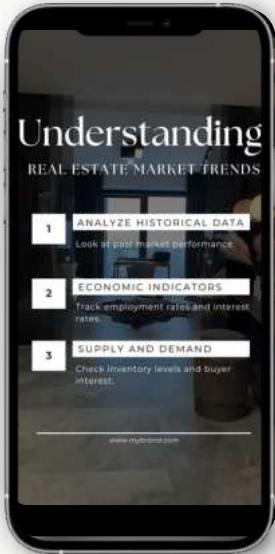 Understanding
REAL ESTATE MARKET TRENDS
1
ANALYZE HISTORICAL DATA
Look at past market performance.
2
ECONOMIC INDICATORS
Track employment rates and interest
rates.
3
SUPPLY AND DEMAND
Check inventory levels and buyer
interest.
www.mybrand.com